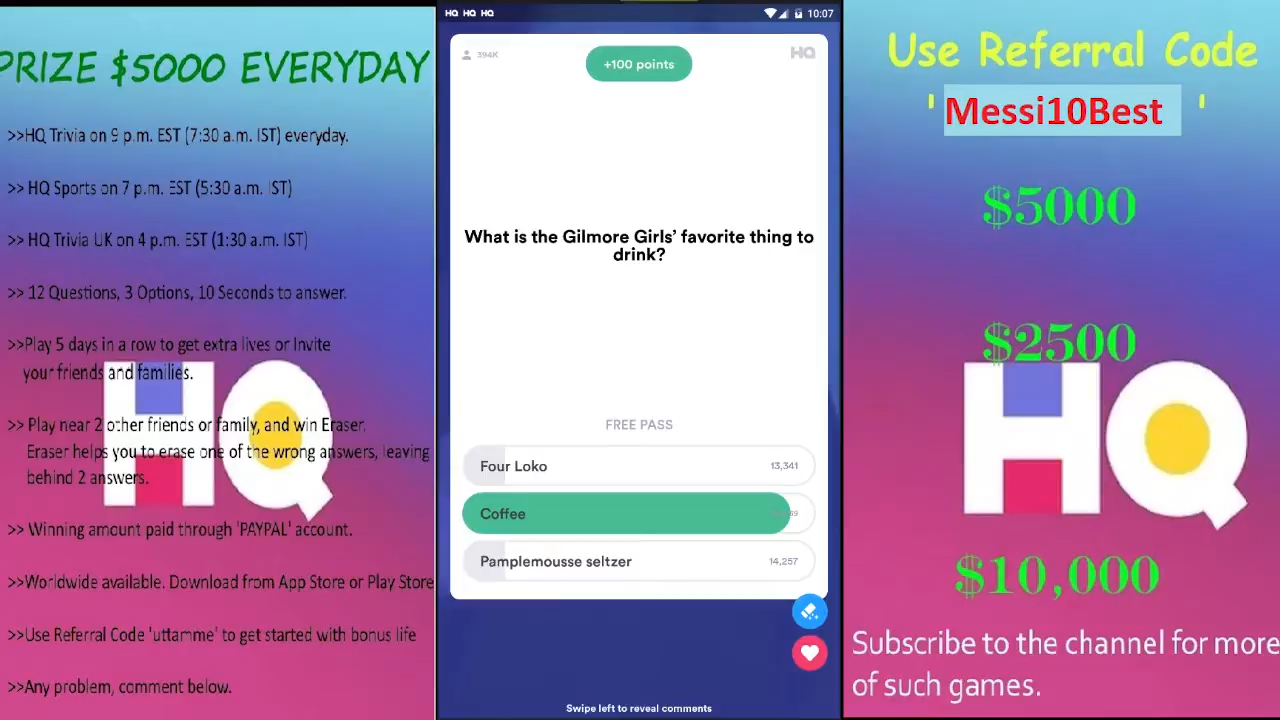 PRIZE $5000 EVERYDAY
>>HQ Trivia on 9 p.m. EST (7:30 a.m. IST) everyday.
>> HQ Sports on 7 p.m. EST (5:30 a.m. IST)
>> HQ Trivia UK on 4 p.m. EST (1:30 a.m. IST)
>> 12 Questions, 3 Options, 10 Seconds to answer.
>>Play 5 days in a row to get extra lives or Invite
your friends and families.
>> Play near 2 other friends or family, and win Eraser.
Eraser helps you to erase one of the wrong answers, leaving
behind 2 answers.
>> Winning amount paid through 'PAYPAL' account.
>>Worldwide available. Download from App Store or Play Store
>>Use Referral Code 'uttamme' to get started with bonus life
>>Any problem, comment below.
HQ
HQ HQ HQ
10:07
394K
+100 points
HQ
What is the Gilmore Girls' favorite thing to
drink?
FREE PASS
Four Loko
13,341
Coffee
Pamplemousse seltzer
14,257
Swipe left to reveal comments
Use Referral Code
' Messi10Best '
$5000
$2500
HQ
$10,000
Subscribe to the channel for more
of such games.